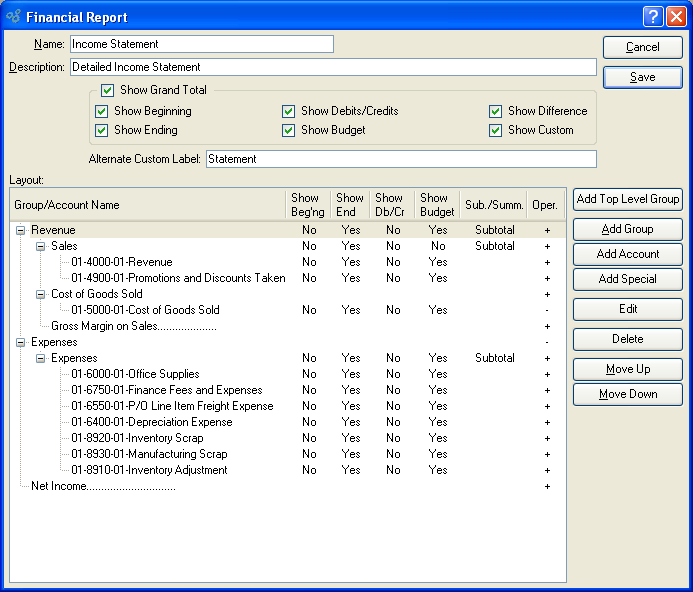 Financial Report
Name: Income Statement
Cancel
Description: Detailed Income Statement
Save
Show Grand Total
Show Beginning Show Debits/Credits Show Difference
Show Ending Show Budget Show Custom
Alternate Custom Label: Statement
Layout:
Group/Account Name Show Beg'ng Show End Show Db/Cr Show Budget Sub./Summ. Oper.
Revenue No Yes No Yes Subtotal +
Sales No Yes No No Subtotal +
01-4000-01-Revenue No Yes No Yes +
01-4900-01-Promotions and Discounts Taken No Yes No Yes +
Cost of Goods Sold +
01-5000-01-Cost of Goods Sold No Yes No Yes -
Gross Margin on Sales.................... +
Expenses -
Expenses No Yes No Yes Subtotal +
01-6000-01-Office Supplies No Yes No Yes +
01-6750-01-Finance Fees and Expenses No Yes No Yes +
01-6550-01-P/O Line Item Freight Expense No Yes No Yes +
01-6400-01-Depreciation Expense No Yes No Yes +
01-8920-01-Inventory Scrap No Yes No Yes +
01-8930-01-Manufacturing Scrap No Yes No Yes +
01-8910-01-Inventory Adjustment No Yes No Yes +
Net Income.............................. +
Add Top Level Group
Add Group
Add Account
Add Special
Edit
Delete
Move Up
Move Down